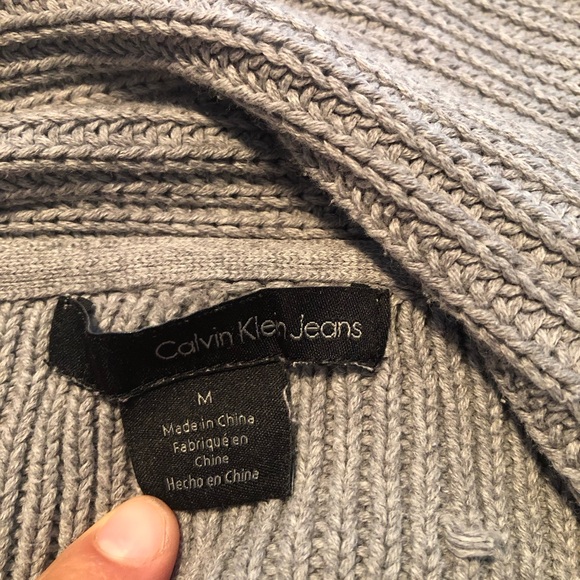 Calvin Klein Jeans
M
Made in China
Fabriqué en
Chine
Hecho en China